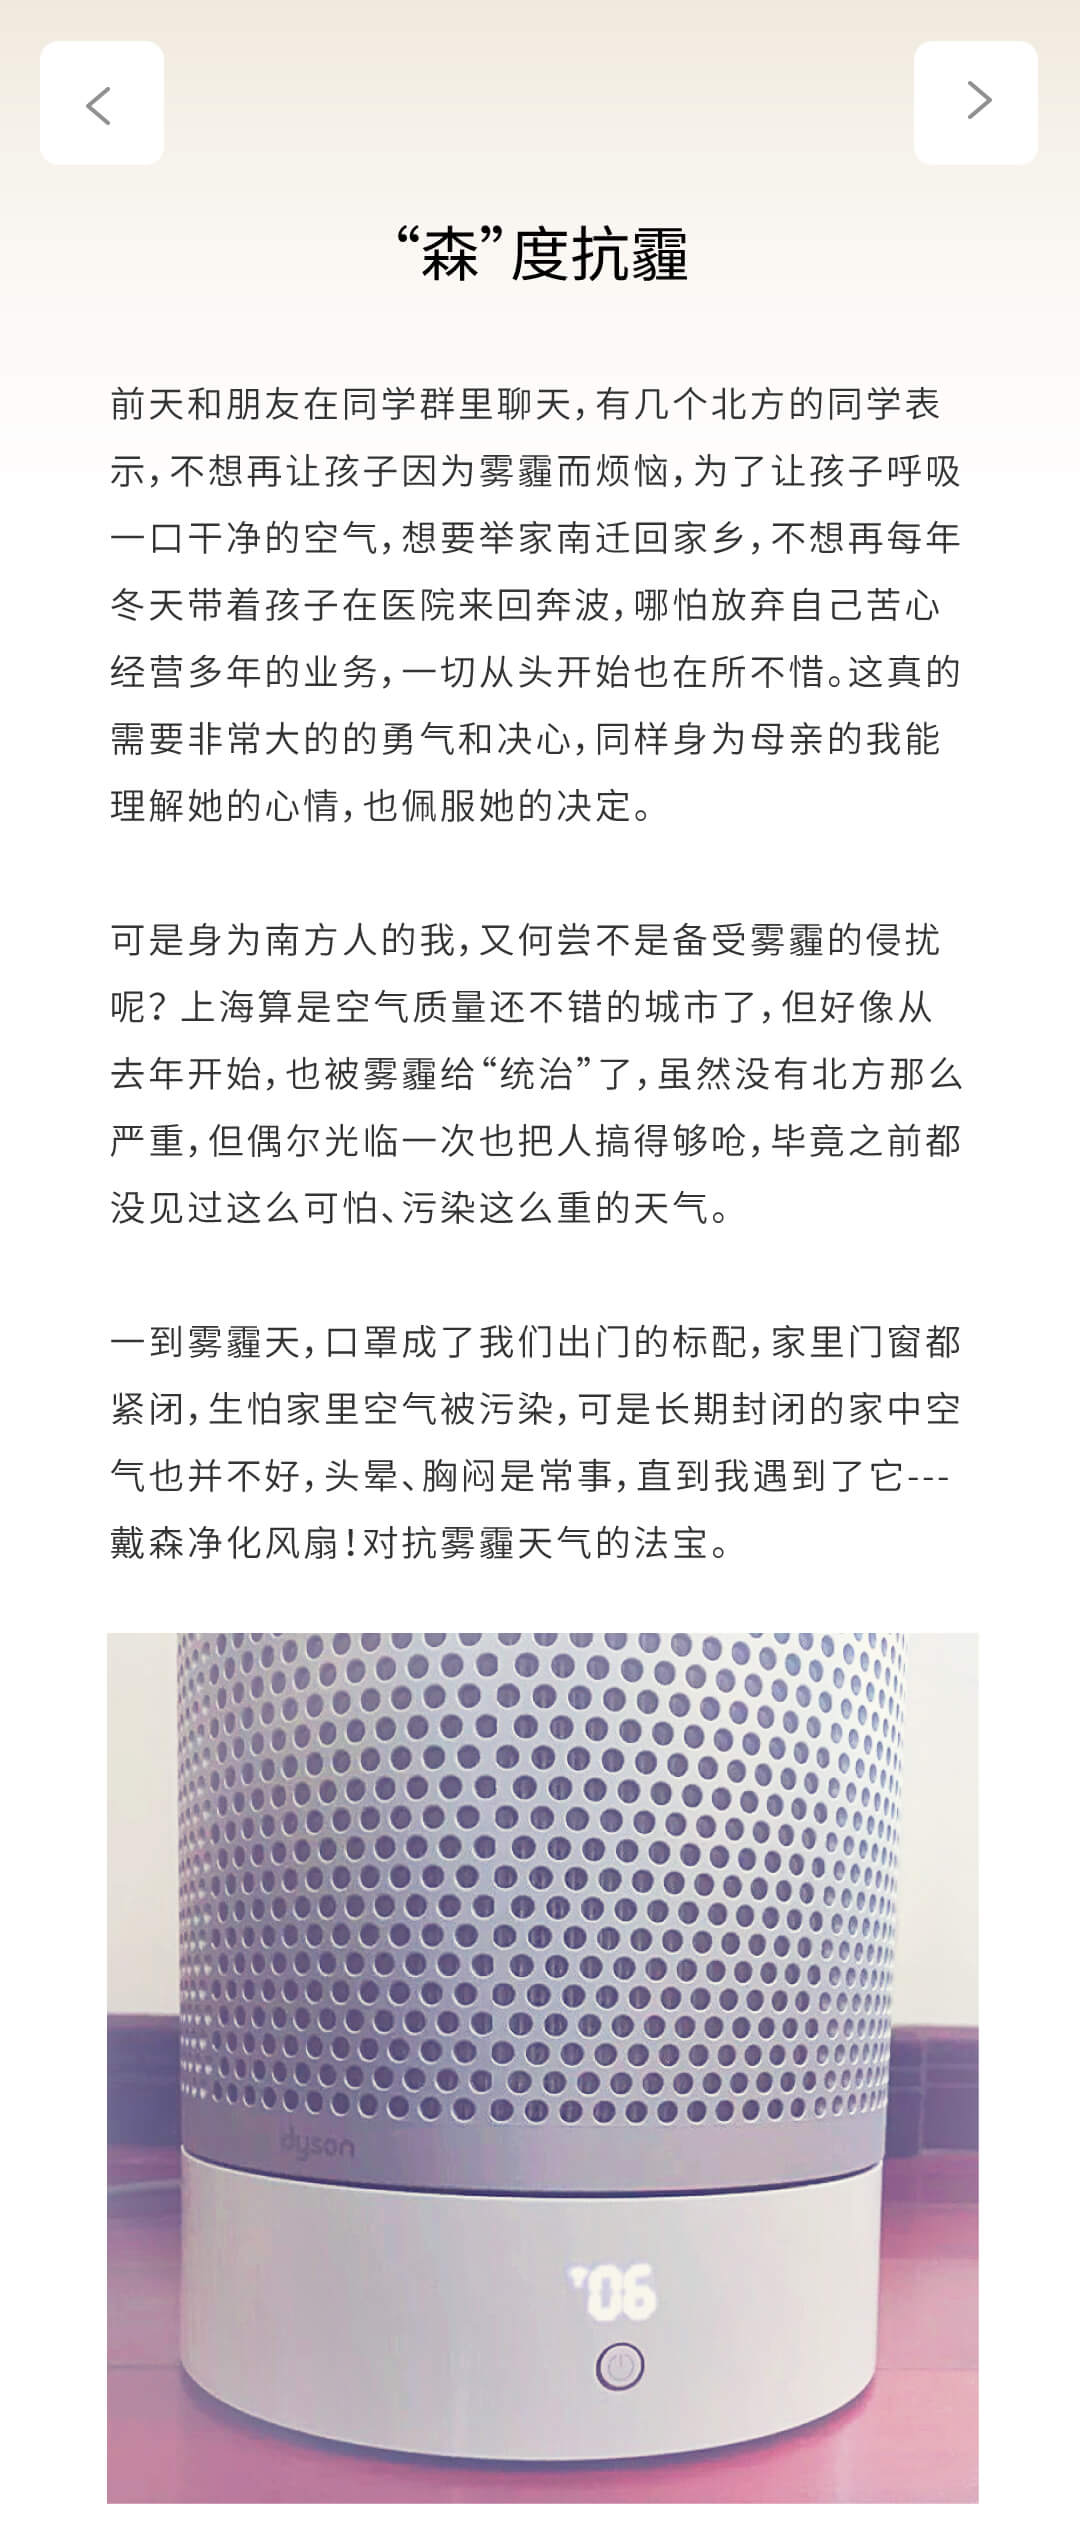 “森”度抗霾
前天和朋友在同学群里聊天，有几个北方的同学表
示，不想再让孩子因为雾霾而烦恼，为了让孩子呼吸
一口干净的空气，想要举家南迁回家乡，不想再每年
冬天带着孩子在医院来回奔波，哪怕放弃自己苦心
经营多年的业务，一切从头开始也在所不惜。这真的
需要非常大的的勇气和决心，同样身为母亲的我能
理解她的心情，也佩服她的决定。
可是身为南方人的我，又何尝不是备受雾霾的侵扰
呢？上海算是空气质量还不错的城市了，但好像从
去年开始，也被雾霾给“统治”了，虽然没有北方那么
严重，但偶尔光临一次也把人搞得够呛，毕竟之前都
没见过这么可怕、污染这么重的天气。
一到雾霾天，口罩成了我们出门的标配，家里门窗都
紧闭，生怕家里空气被污染，可是长期封闭的家中空
气也并不好，头晕、胸闷是常事，直到我遇到了它---
戴森净化风扇！对抗雾霾天气的法宝。
dyson
06